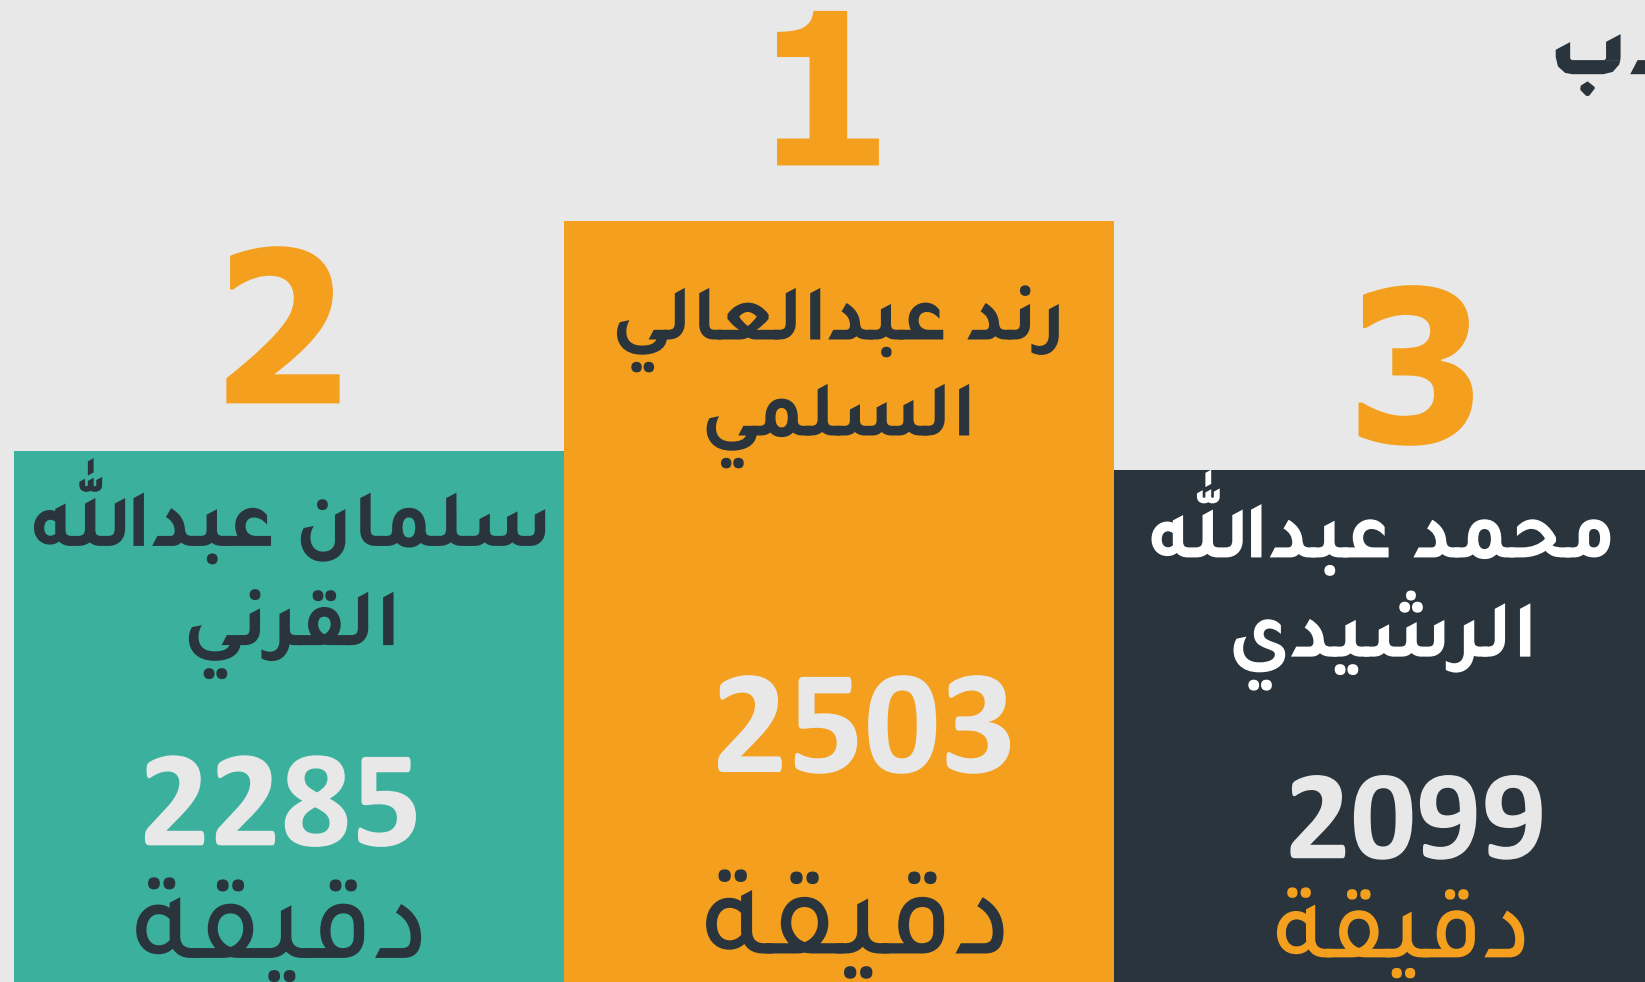 1
رند عبدالعالي
السلمي
2503
دقيقة
2
سلمان عبدالله
القرني
2285
دقيقة
3
محمد عبدالله
الرشيدي
2099
دقيقة